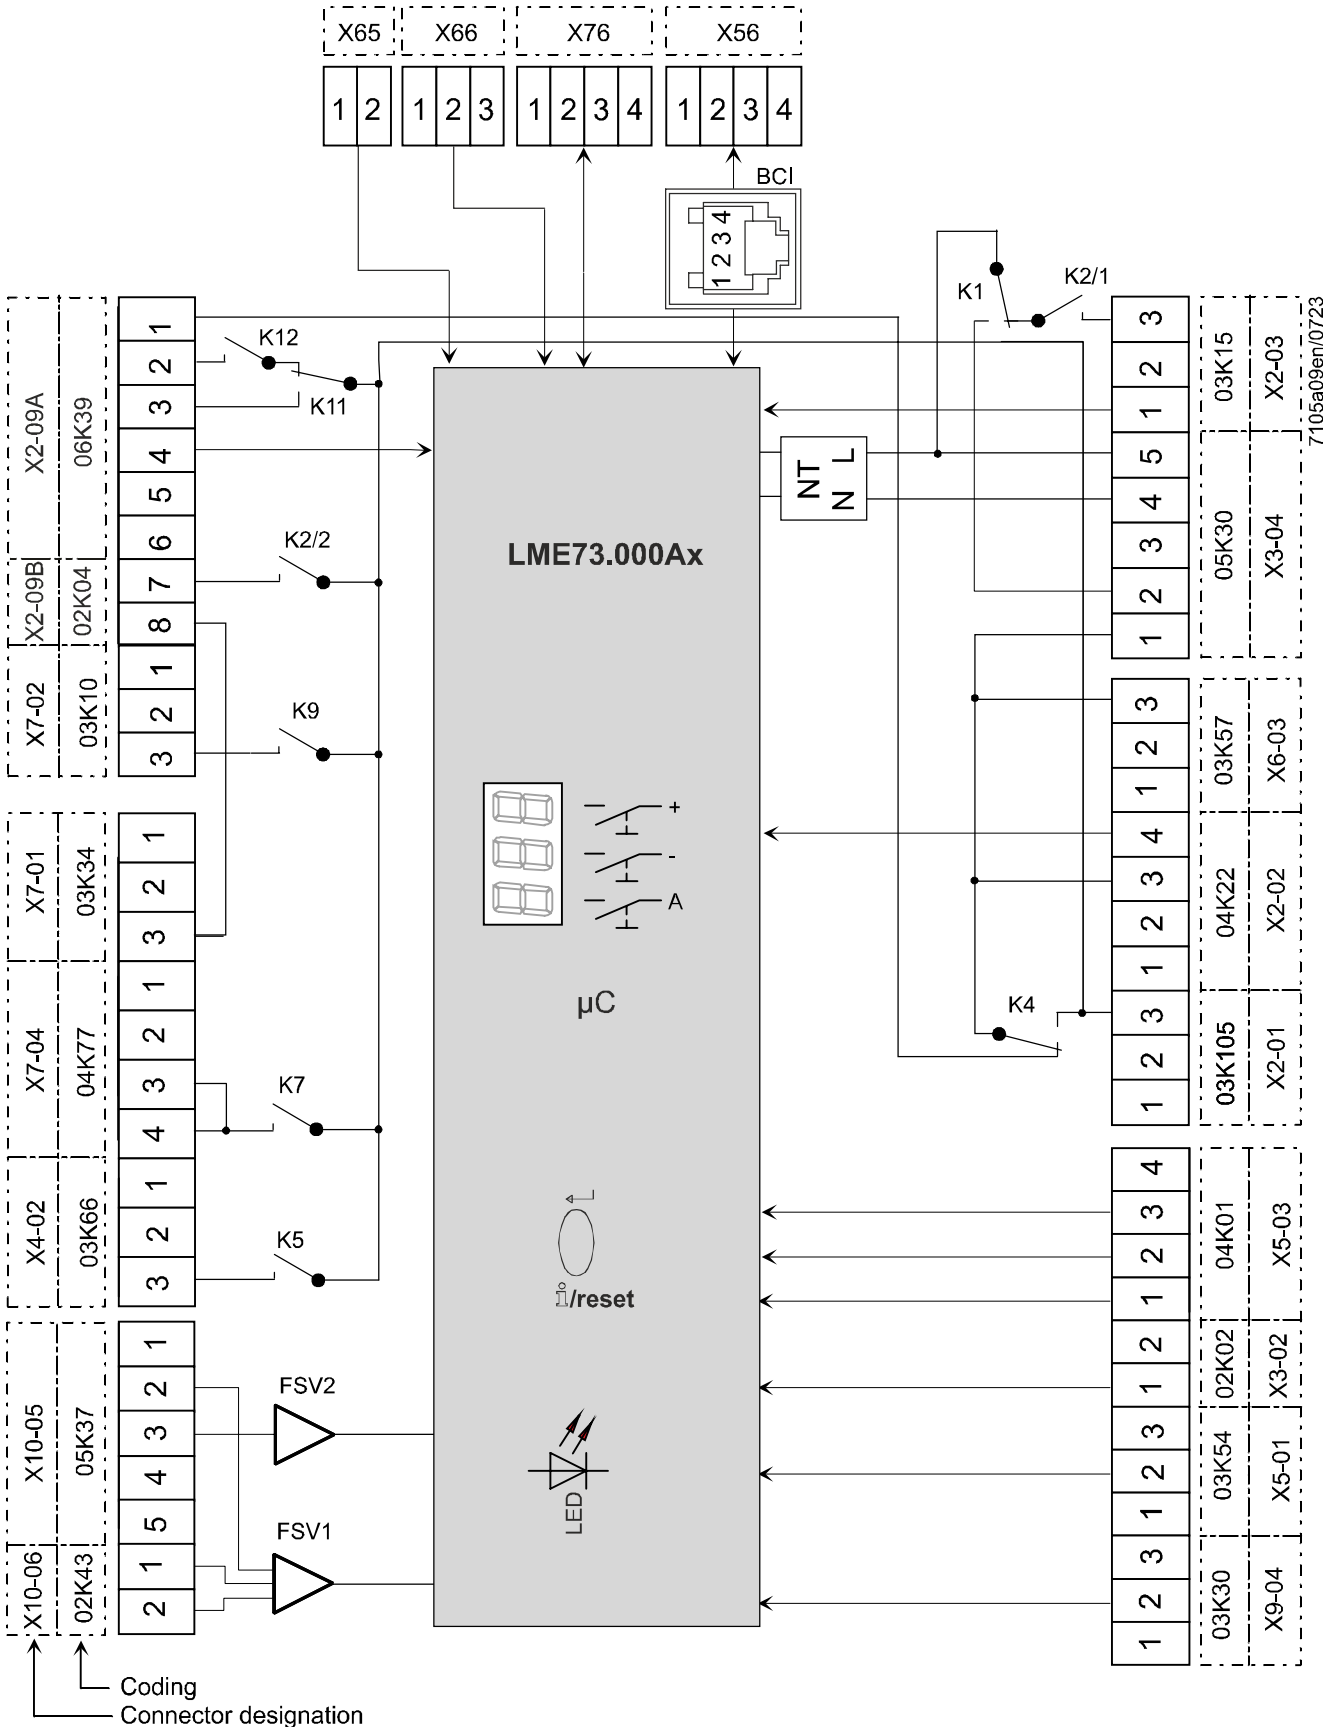 X65 X66 X76 X56
1 2 1 2 3 1 2 3 4 1 2 3 4
BCI
1 2 3 4
X2-09A 06K39
1
2
3
4
5
6
X2-09B 02K04
7
8
X7-02 03K10
1
2
3
X7-01 03K34
1
2
3
X7-04 04K77
1
2
3
4
X4-02 03K66
1
2
3
X10-05 05K37
1
2
3
4
5
X10-06 02K43
1
2
Coding
Connector designation
K12
K11
K2/2
K9
K7
K5
FSV2
FSV1
LME73.000Ax
+
-
A
µC
i/reset
LED
NT
N L
K1
K2/1
K4
3
2
1
03K15 X2-03
5
4
3
2
1
05K30 X3-04
3
2
1
03K57 X6-03
4
3
2
1
04K22 X2-02
3
2
1
03K105 X2-01
4
3
2
1
04K01 X5-03
2
1
02K02 X3-02
3
2
1
03K54 X5-01
3
2
1
03K30 X9-04
7105a09en/0723